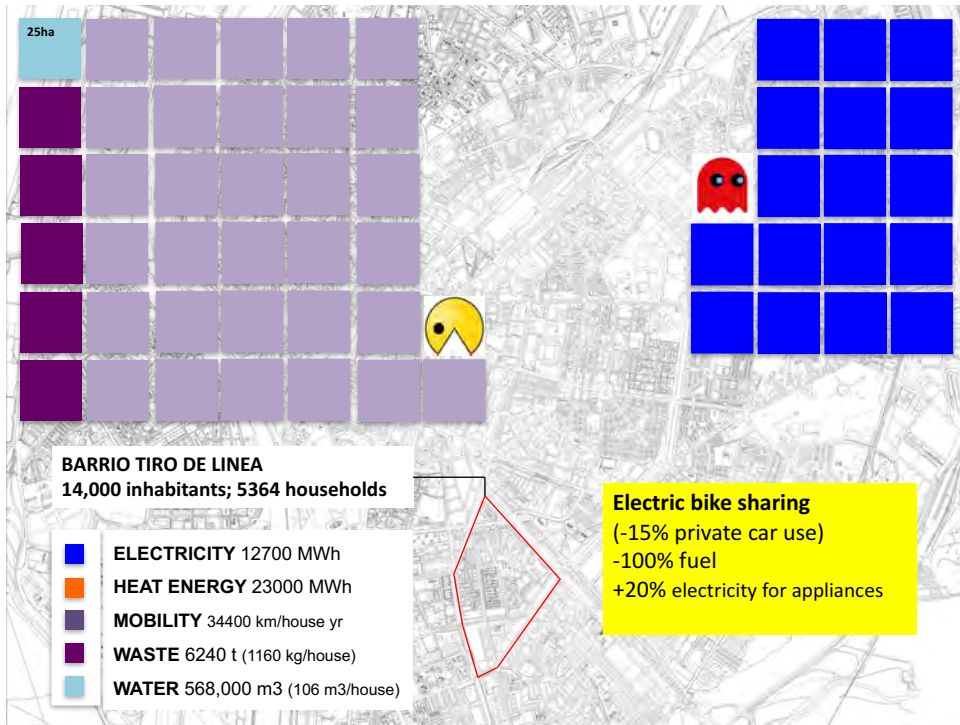 25ha
BARRIO TIRO DE LINEA
14,000 inhabitants; 5364 households
ELECTRICITY 12700 MWh
HEAT ENERGY 23000 MWh
MOBILITY 34400 km/house yr
WASTE 6240 t (1160 kg/house)
WATER 568,000 m3 (106 m3/house)
Electric bike sharing
(-15% private car use)
-100% fuel
+20% electricity for appliances